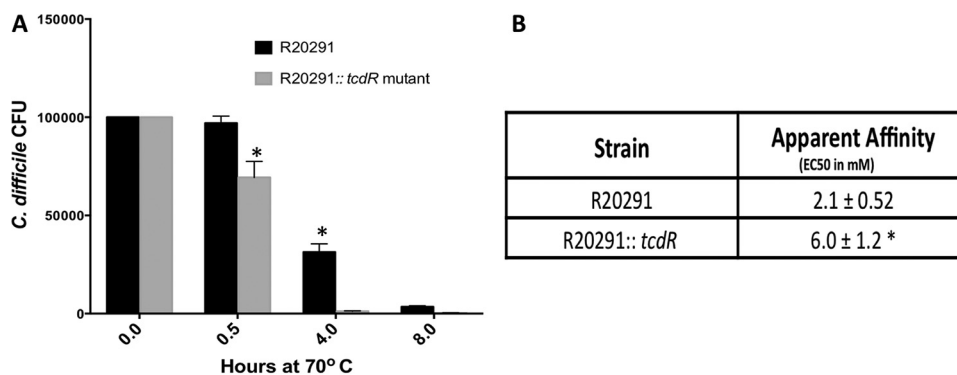 A
150000
100000
50000
0
C. difficile CFU
R20291
R20291:: tcdR mutant
*
*
0.0
0.5
4.0
8.0
Hours at 70° C
B
Strain
Apparent Affinity
(EC50 in mM)
R20291
2.1 ± 0.52
R20291:: tcdR
6.0 ± 1.2 *